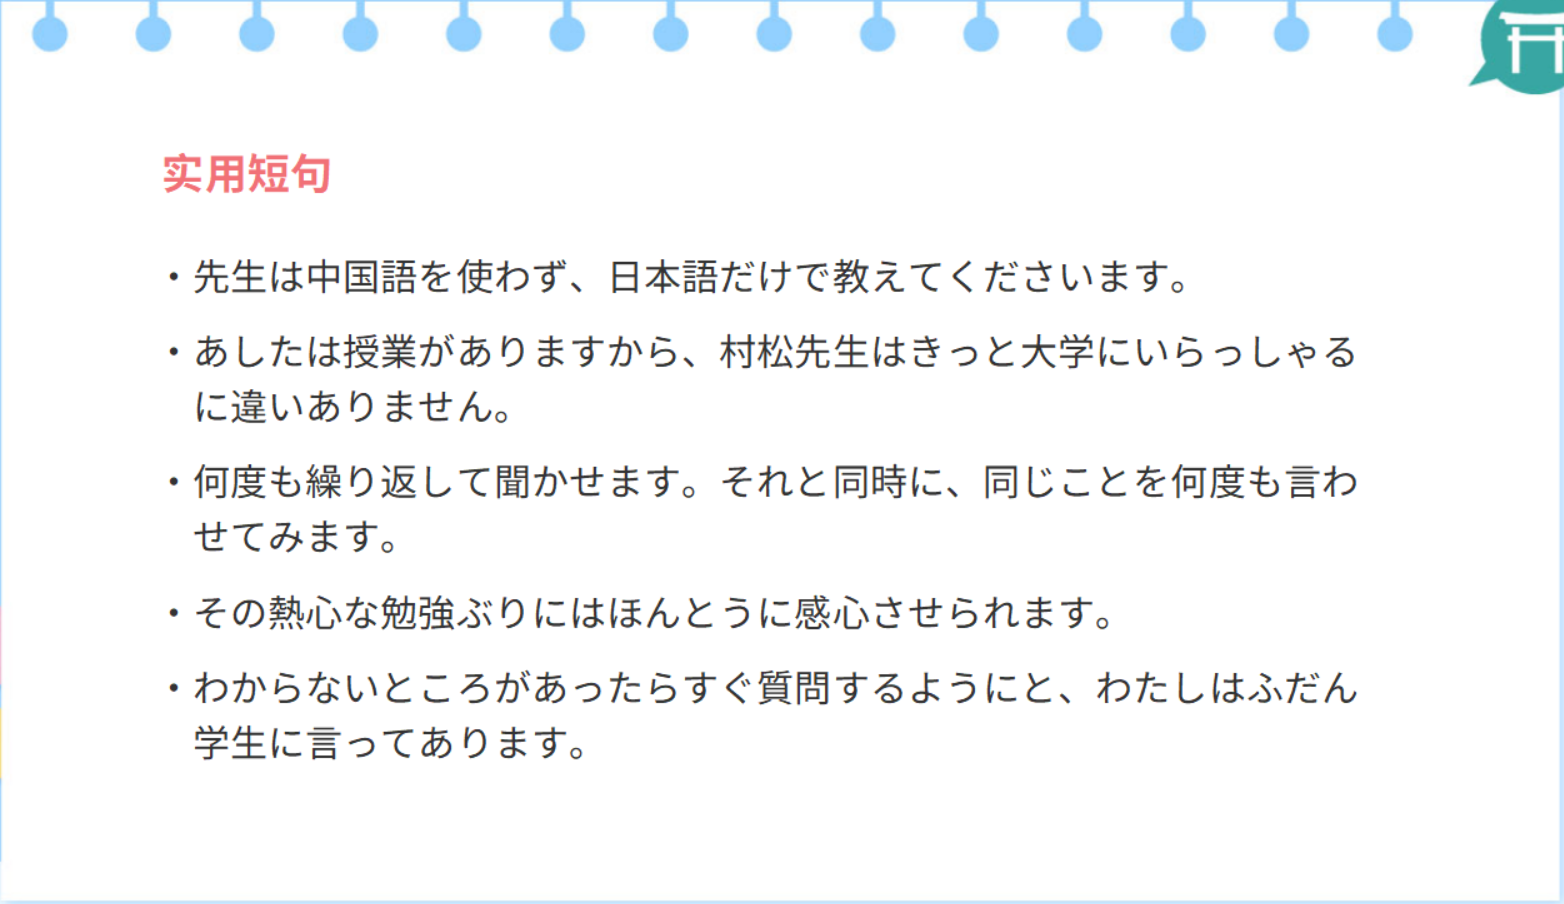 实用短句
・先生は中国語を使わず、日本語だけで教えてくださいます。
・あしたは授業がありますから、村松先生はきっと大学にいらっしゃる
に違いありません。
・何度も繰り返して聞かせます。それと同時に、同じことを何度も言わ
せてみます。
・その熱心な勉強ぶりにはほんとうに感心させられます。
・わからないところがあったらすぐ質問するようにと、わたしはふだん
学生に言ってあります。